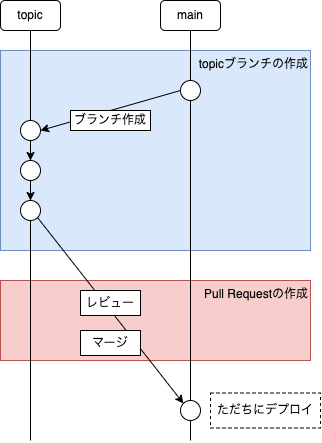 topic
main
topicブランチの作成
ブランチ作成
Pull Requestの作成
レビュー
マージ
ただちにデプロイ